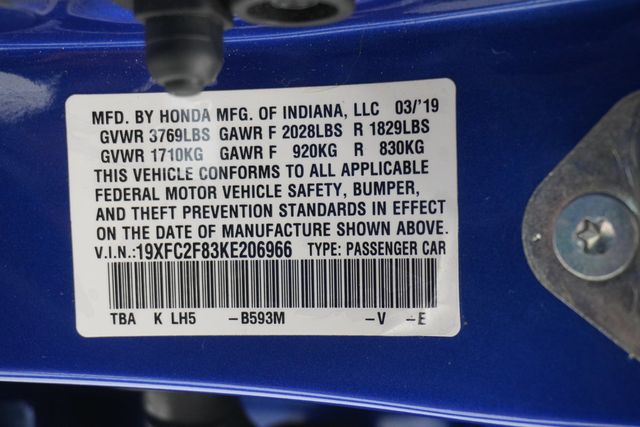 MFD. BY HONDA MFG. OF INDIANA, LLC 03/'19
GVWR 3769LBS GAWR F 2028LBS R 1829LBS
GVWR 1710KG GAWR F 920KG R 830KG
THIS VEHICLE CONFORMS TO ALL APPLICABLE
FEDERAL MOTOR VEHICLE SAFETY, BUMPER,
AND THEFT PREVENTION STANDARDS IN EFFECT
ON THE DATE OF MANUFACTURE SHOWN ABOVE.
V.I.N.:19XFC2F83KE206966 TYPE: PASSENGER CAR
TBA K LH5 -B593M -V -E